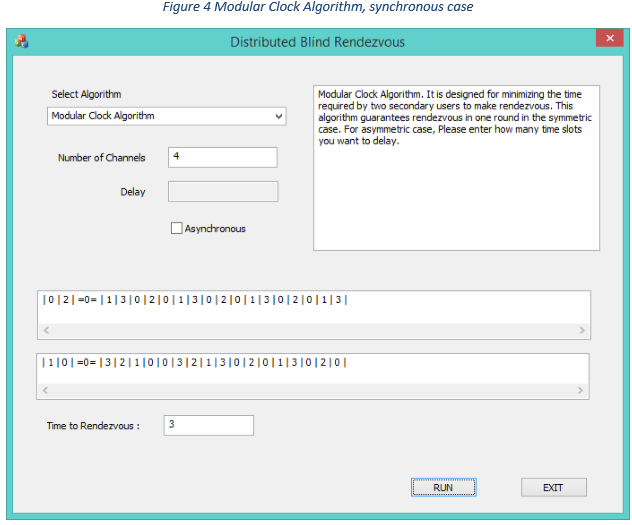 Figure 4 Modular Clock Algorithm, synchronous case
Distributed Blind Rendezvous
x
Select Algorithm
Modular Clock Algorithm
Number of Channels
4
Delay
Asynchronous
Modular Clock Algorithm. It is designed for minimizing the time
required by two secondary users to make rendezvous. This
algorithm guarantees rendezvous in one round in the symmetric
case. For asymmetric case, Please enter how many time slots
you want to delay.
|0|2| =0= |1|3|0|2|0|1|3|0|2|0|1|3|0|2|0|1|3|
|1|0| =0= |3|2|1|0|0|3|2|1|3|0|2|0|1|3|0|2|0|
Time to Rendezvous :
3
RUN
EXIT